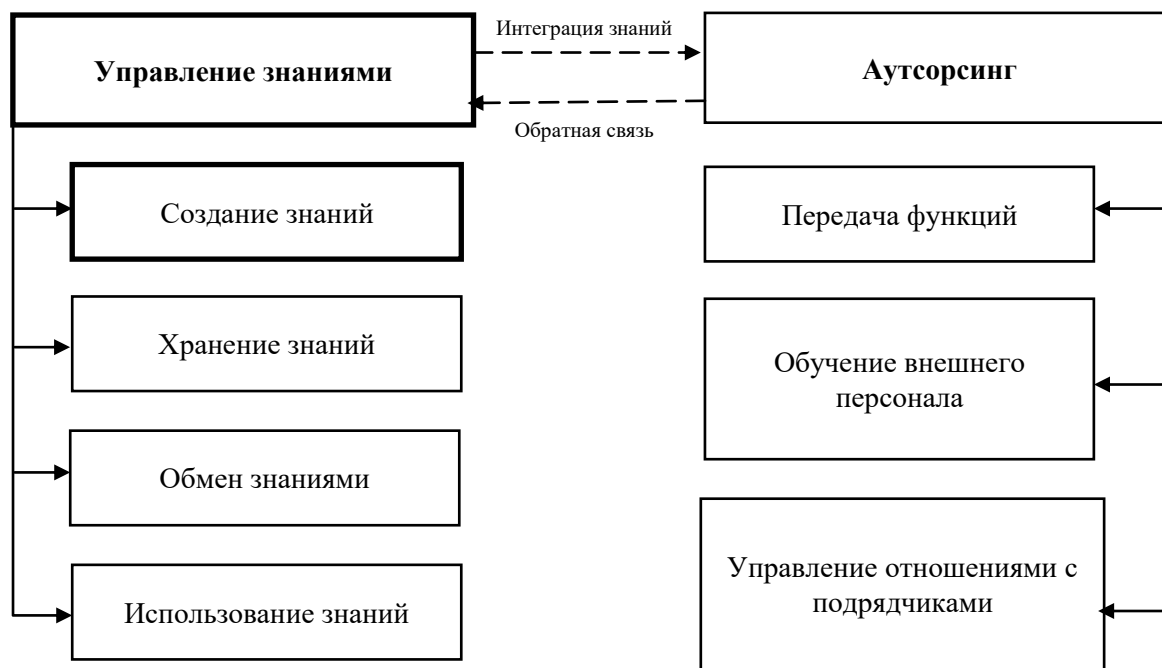 Интеграция знаний
Управление знаниями
Аутсорсинг
Обратная связь
Создание знаний
Передача функций
Хранение знаний
Обучение внешнего
персонала
Обмен знаниями
Управление отношениями с
подрядчиками
Использование знаний